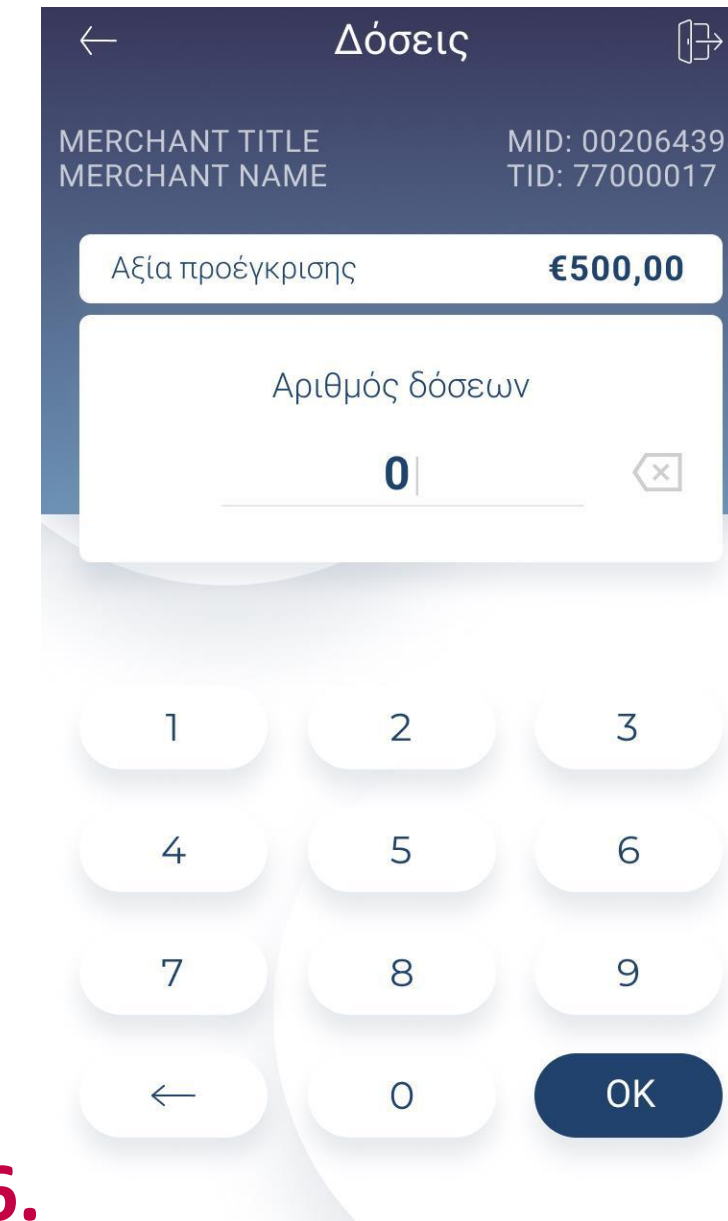 Δόσεις
MERCHANT TITLE MID: 00206439
MERCHANT NAME TID: 77000017
Αξία προέγκρισης €500,00
Αριθμός δόσεων
0
1 2 3
4 5 6
7 8 9
← 0 OK
6.